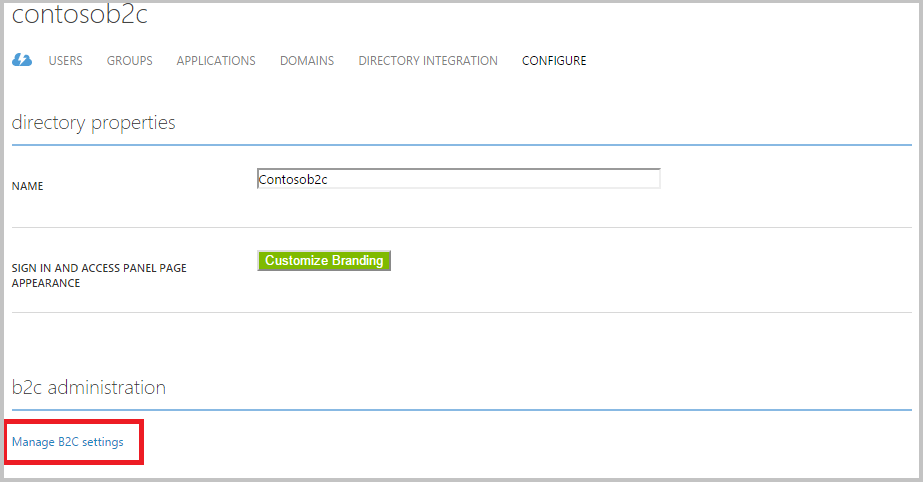 contosob2c
USERS GROUPS APPLICATIONS DOMAINS DIRECTORY INTEGRATION CONFIGURE
directory properties
NAME Contosob2c
SIGN IN AND ACCESS PANEL PAGE
APPEARANCE
Customize Branding
b2c administration
Manage B2C settings